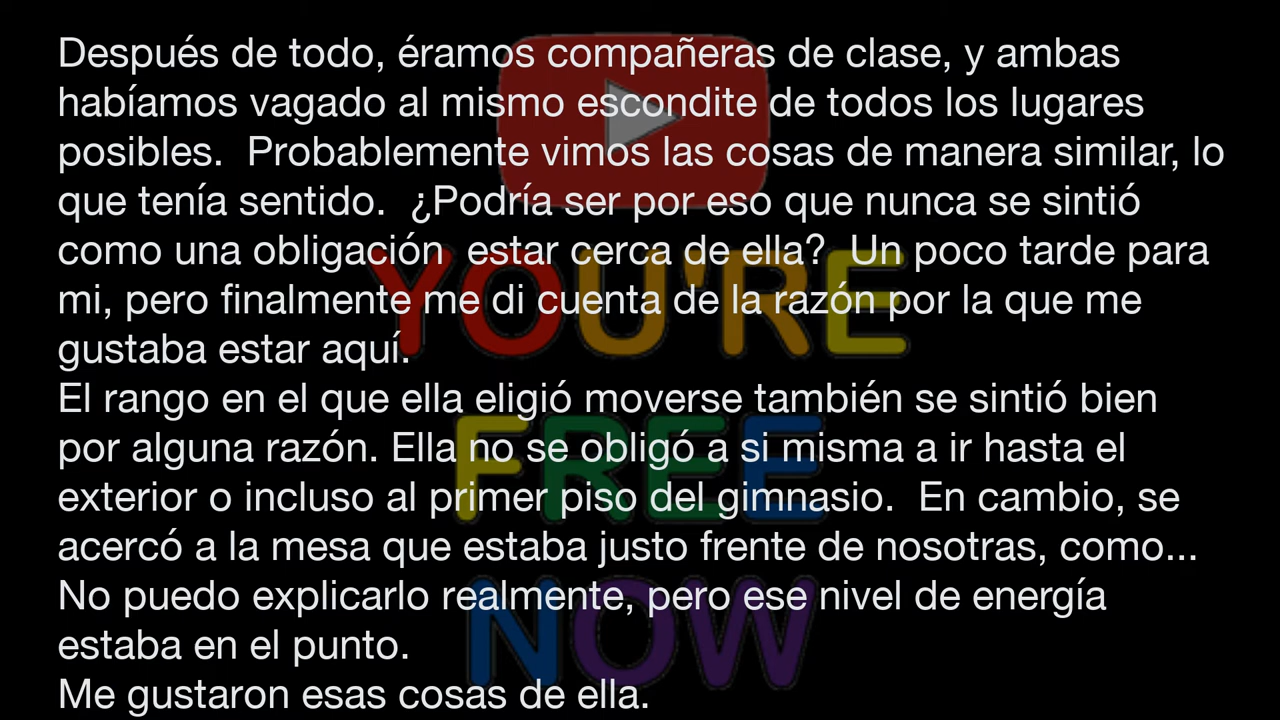 Después de todo, éramos compañeras de clase, y ambas
habíamos vagado al mismo escondite de todos los lugares
posibles.  Probablemente vimos las cosas de manera similar, lo
que tenía sentido.  ¿Podría ser por eso que nunca se sintió
como una obligación  estar cerca de ella?  Un poco tarde para
mi, pero finalmente me di cuenta de la razón por la que me
gustaba estar aquí.
El rango en el que ella eligió moverse también se sintió bien
por alguna razón. Ella no se obligó a si misma a ir hasta el
exterior o incluso al primer piso del gimnasio.  En cambio, se
acercó a la mesa que estaba justo frente de nosotras, como...
No puedo explicarlo realmente, pero ese nivel de energía
estaba en el punto.
Me gustaron esas cosas de ella.
YOU'RE
FREE
NOW